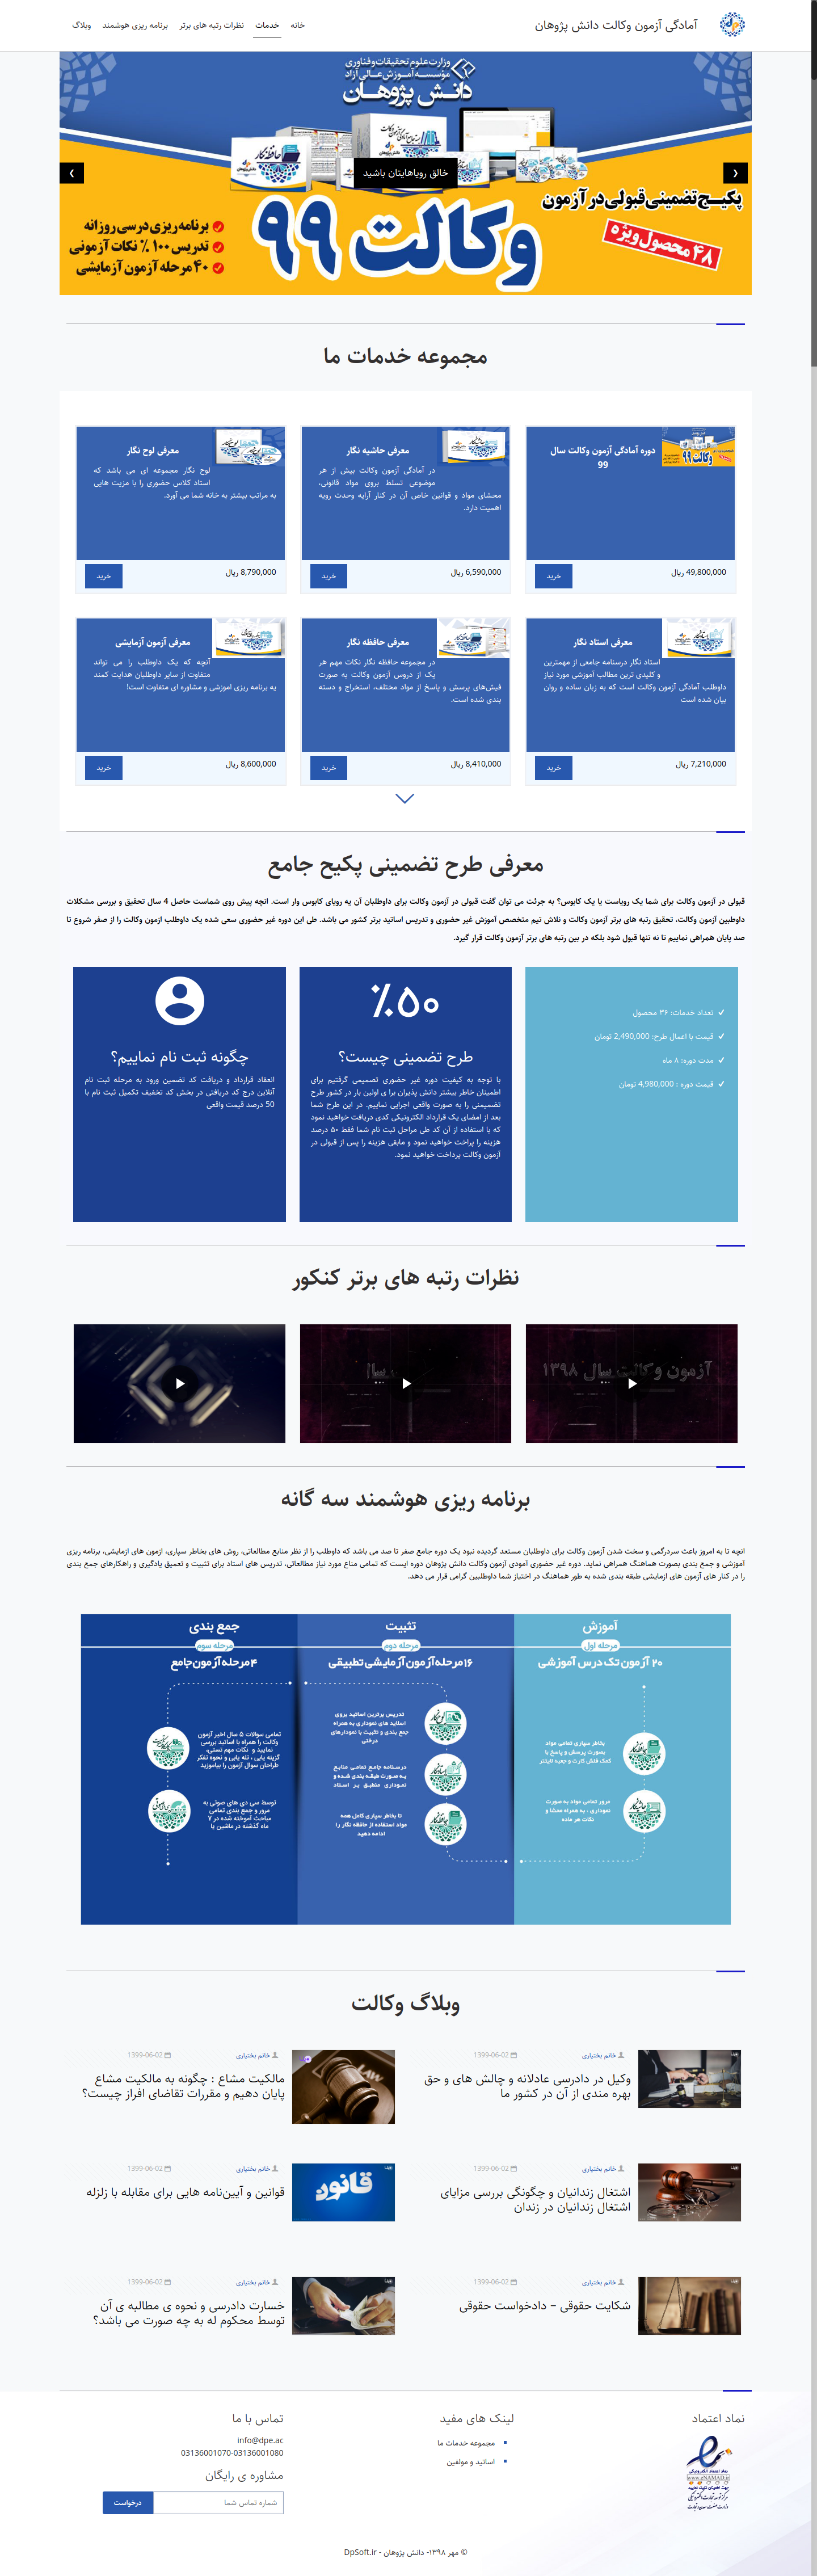 آمادگی آزمون وکالت دانش پژوهان
خانه
خدمات
نظرات رتبه های برتر
برنامه ریزی هوشمند
وبلاگ
وزارت علوم تحقیقات و فناوری
مؤسسه آموزش عالی آزاد
دانش پژوهان
خالق رویاهایتان باشید
پکیج تضمینی قبولی در آزمون
وکالت ۹۹
۴۸ محصول ویژه
برنامه ریزی درسی روزانه
تدریس ۱۰۰ ٪ نکات آزمونی
۴۰ مرحله آزمون آزمایشی
مجموعه خدمات ما
دوره آمادگی آزمون وکالت سال
99
49,800,000 ریال
خرید
معرفی حاشیه نگار
در آمادگی آزمون وکالت بیش از هر
موضوعی تسلط بروی مواد قانونی،
محشای مواد و قوانین خاص آن در کنار آرایه وحدت رویه
اهمیت دارد.
6,590,000 ریال
خرید
معرفی لوح نگار
لوح نگار مجموعه ای می باشد که
استاد کلاس حضوری را با مزیت هایی
به مراتب بیشتر به خانه شما می آورد.
8,790,000 ریال
خرید
معرفی استاد نگار
استاد نگار درسنامه جامعی از مهمترین
و کلیدی ترین مطالب آموزشی مورد نیاز
داوطلب آمادگی آزمون وکالت است که به زبان ساده و روان
بیان شده است
7,210,000 ریال
خرید
معرفی حافظه نگار
در مجموعه حافظه نگار نکات مهم هر
یک از دروس آزمون وکالت به صورت
فیش‌های پرسش و پاسخ از مواد مختلف، استخراج و دسته
بندی شده است.
8,410,000 ریال
خرید
معرفی آزمون آزمایشی
آنچه که یک داوطلب را می تواند
متفاوت از سایر داوطلبان هدایت کمند
یه برنامه ریزی اموزشی و مشاوره ای متفاوت است!
8,600,000 ریال
خرید
معرفی طرح تضمینی پکیج جامع
قبولی در آزمون وکالت برای شما یک رویاست یا یک کابوس؟ به جرئت می توان گفت قبولی در آزمون وکالت برای داوطلبان آن یه رویای کابوس وار است. انچه پیش روی شماست حاصل 4 سال تحقیق و بررسی مشکلات
داوطبین آزمون وکالت، تحقیق رتبه های برتر آزمون وکالت و تلاش تیم متخصص آموزش غیر حضوری و تدریس اساتید برتر کشور می باشد. طی این دوره غیر حضوری سعی شده یک داوطلب ازمون وکالت را از صفر شروع تا
صد پایان همراهی نماییم تا نه تنها قبول شود بلکه در بین رتبه های برتر آزمون وکالت قرار گیرد.
تعداد خدمات: ۳۶ محصول
قیمت با اعمال طرح: 2,490,000 تومان
مدت دوره: ۸ ماه
قیمت دوره : 4,980,000 تومان
٪۵۰
طرح تضمینی چیست؟
با توجه به کیفیت دوره غیر حضوری تصمیمی گرفتیم برای
اطمینان خاطر بیشتر دانش پذیران برا ی اولین بار در کشور طرح
تضمینمی را به صورت واقعی اجرایی نماییم. در این طرح شما
بعد از امضای یک قرارداد الکترونیکی کدی دریافت خواهید نمود
که با استفاده از آن کد طی مراحل ثبت نام شما فقط ۵۰ درصد
هزینه را پراخت خواهید نمود و مابقی هزینه را پس از قبولی در
آزمون وکالت پرداخت خواهید نمود.
چگونه ثبت نام نماییم؟
انعقاد قرارداد و دریافت کد تضمین ورود به مرحله ثبت نام
آنلاین درج کد دریافتی در بخش کد تخفیف تکمیل ثبت نام با
50 درصد قیمت واقعی
نظرات رتبه های برتر کنکور
آزمون وکالت سال ۱۳۹۸
برنامه ریزی هوشمند سه گانه
انچه تا به امروز باعث سردرگمی و سخت شدن آزمون وکالت برای داوطلبان مستعد گردیده نبود یک دوره جامع صفر تا صد می باشد که داوطلب را از نظر منابع مطالعاتی، روش های بخاطر سپاری، ازمون های ازمایشی، برنامه ریزی
آموزشی و جمع بندی بصورت هماهنگ همراهی نماید. دوره غیر حضوری آمودی آزمون وکالت دانش پژوهان دوره ایست که تمامی مناع مورد نیاز مطالعاتی، تدریس های استاد برای تثبیت و تعمیق یادگیری و راهکارهای جمع بندی
را در کنار های آزمون های ازمایشی طبقه بندی شده به طور هماهنگ در اختیاز شما داوطلبین گرامی قرار می دهد.
آموزش
مرحله اول
۲۰ آزمون تک درس آموزشی
بخاطر سپاری تمامی مواد
بصورت پرسش و پاسخ با
کمک فلش کارت و جعبه لایتنر
مرور تمامی مواد به صورت
نموداری ، به همراه محشا و
نکات هر ماده
تثبیت
مرحله دوم
۱۶ مرحله آزمون آزمایشی تطبیقی
تدریس برترین اساتید بروی
اسلاید های نموداری به همراه
جمع بندی و تثبیت با نمودارهای
درختی
درسنامه جامع تمامی منابع
به صورت طبقه بندی شده و
نموداری منطبق بر استاد
تا بخاطر سپاری کامل همه
مواد استفاده از حافظه نگار را
ادامه دهید
جمع بندی
مرحله سوم
۴ مرحله آزمون جامع
تمامی سوالات ۵ سال اخیر آزمون
وکالت را همراه با اساتید بررسی
نمایید و نکات مهم تستی،
گزینه یابی ، تله یابی و نحوه تفکر
طراحان سوال آزمون را بیاموزید
توسط سی دی های صوتی به
مرور و جمع بندی تمامی
مباحث آموخته شده در ۷
ماه گذشته در ماشین یا
وبلاگ وکالت
خانم بختیاری
1399-06-02
وکیل در دادرسی عادلانه و چالش های و حق
بهره مندی از آن در کشور ما
خانم بختیاری
1399-06-02
مالکیت مشاع : چگونه به مالکیت مشاع
پایان دهیم و مقررات تقاضای افراز چیست؟
خانم بختیاری
1399-06-02
اشتغال زندانیان و چگونگی بررسی مزایای
اشتغال زندانیان در زندان
قانون
خانم بختیاری
1399-06-02
قوانین و آیین‌نامه هایی برای مقابله با زلزله
خانم بختیاری
1399-06-02
شکایت حقوقی – دادخواست حقوقی
خانم بختیاری
1399-06-02
خسارت دادرسی و نحوه ی مطالبه ی آن
توسط محکوم له به چه صورت می باشد؟
نماد اعتماد
لینک های مفید
مجموعه خدمات ما
اساتید و مولفین
تماس با ما
info@dpe.ac
03136001070-03136001080
مشاوره ی رایگان
شماره تماس شما
درخواست
© مهر ۱۳۹۸- دانش پژوهان - DpSoft.ir